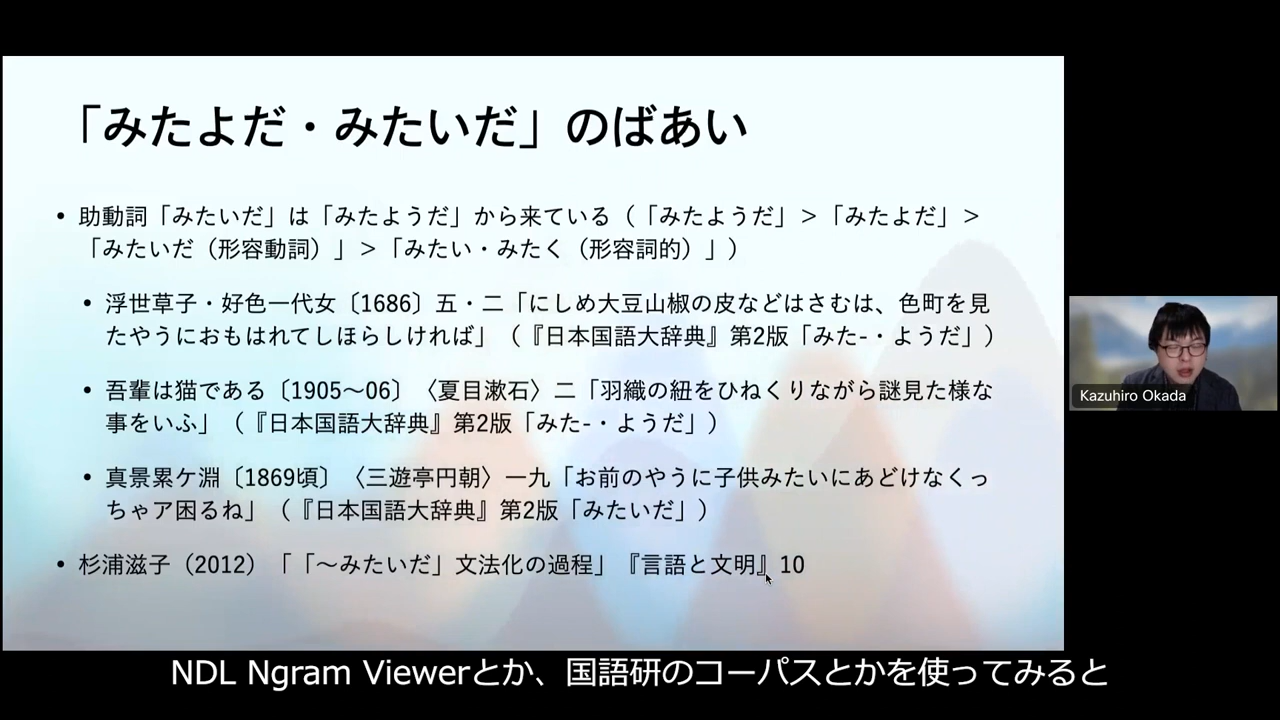 「みたよだ・みたいだ」のばあい
• 助動詞「みたいだ」は「みたようだ」から来ている（「みたようだ」＞「みたよだ」＞
「みたいだ（形容動詞）」＞「みたい・みたく（形容詞的）」）
• 浮世草子・好色一代女〔1686〕五・二「にしめ大豆山椒の皮などはさむは、色町を見
たやうにおもはれてしほらしければ」（『日本国語大辞典』第2版「みた-・ようだ」）
• 吾輩は猫である〔1905〜06〕〈夏目漱石〉二「羽織の紐をひねくりながら謎見た様な
事をいふ」（『日本国語大辞典』第2版「みた-・ようだ」）
• 真景累ケ淵〔1869頃〕〈三遊亭円朝〉一九「お前のやうに子供みたいにあどけなくっ
ちゃア困るね」（『日本国語大辞典』第2版「みたいだ」）
• 杉浦滋子（2012）「「〜みたいだ」文法化の過程」『言語と文明』10
Kazuhiro Okada
NDL Ngram Viewerとか、国語研のコーパスとかを使ってみると